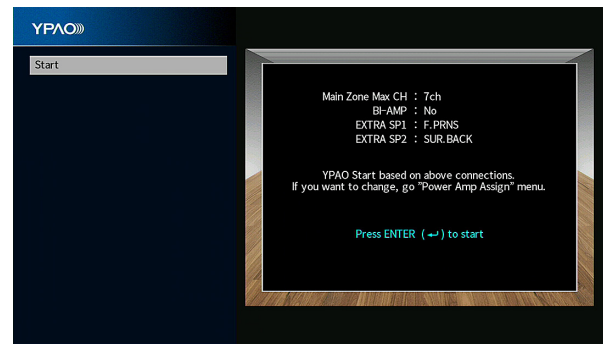 YPAO
Start
Main Zone Max CH : 7ch
BI-AMP : No
EXTRA SP1 : F.PRNS
EXTRA SP2 : SUR.BACK
YPAO Start based on above connections.
If you want to change, go "Power Amp Assign" menu.
Press ENTER (↵) to start